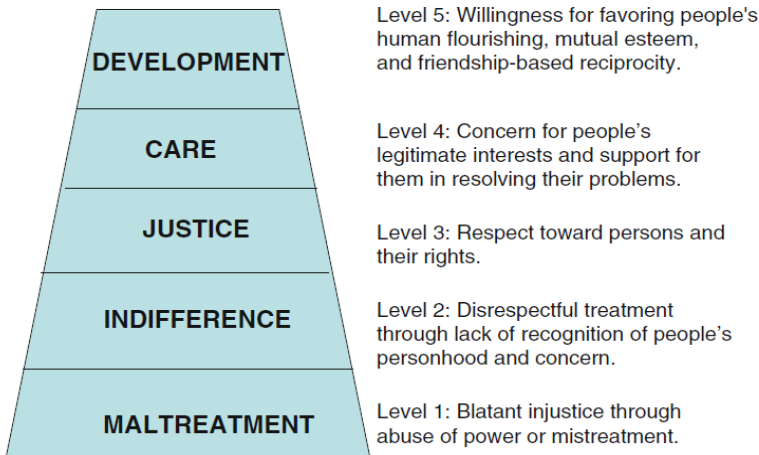 DEVELOPMENT
Level 5: Willingness for favoring people's
human flourishing, mutual esteem,
and friendship-based reciprocity.
CARE
Level 4: Concern for people’s
legitimate interests and support for
them in resolving their problems.
JUSTICE
Level 3: Respect toward persons and
their rights.
INDIFFERENCE
Level 2: Disrespectful treatment
through lack of recognition of people’s
personhood and concern.
MALTREATMENT
Level 1: Blatant injustice through
abuse of power or mistreatment.